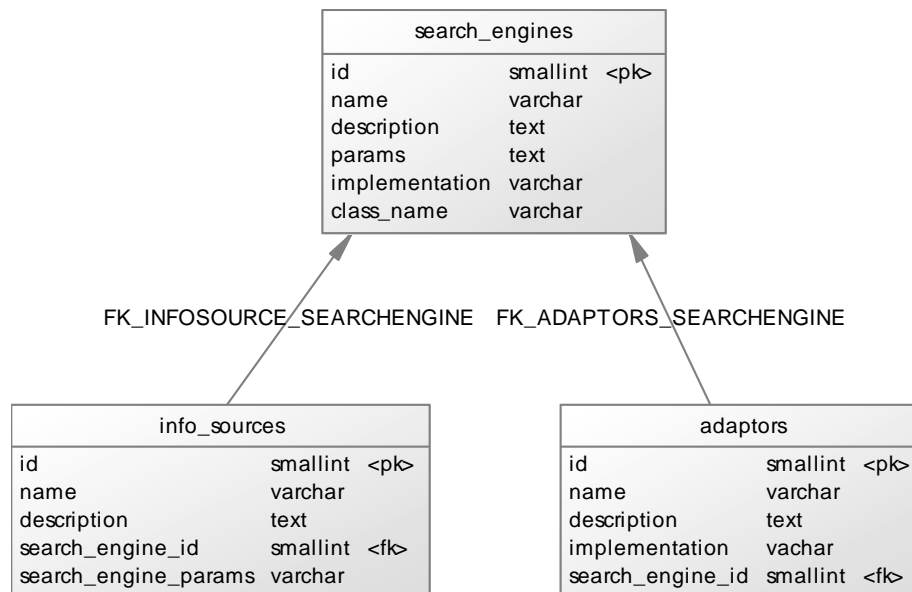 search_engines
id smallint <pk>
name varchar
description text
params text
implementation varchar
class_name varchar
FK_INFOSOURCE_SEARCHENGINE FK_ADAPTORS_SEARCHENGINE
info_sources
id smallint <pk>
name varchar
description text
search_engine_id smallint <fk>
search_engine_params varchar
adaptors
id smallint <pk>
name varchar
description text
implementation vachar
search_engine_id smallint <fk>